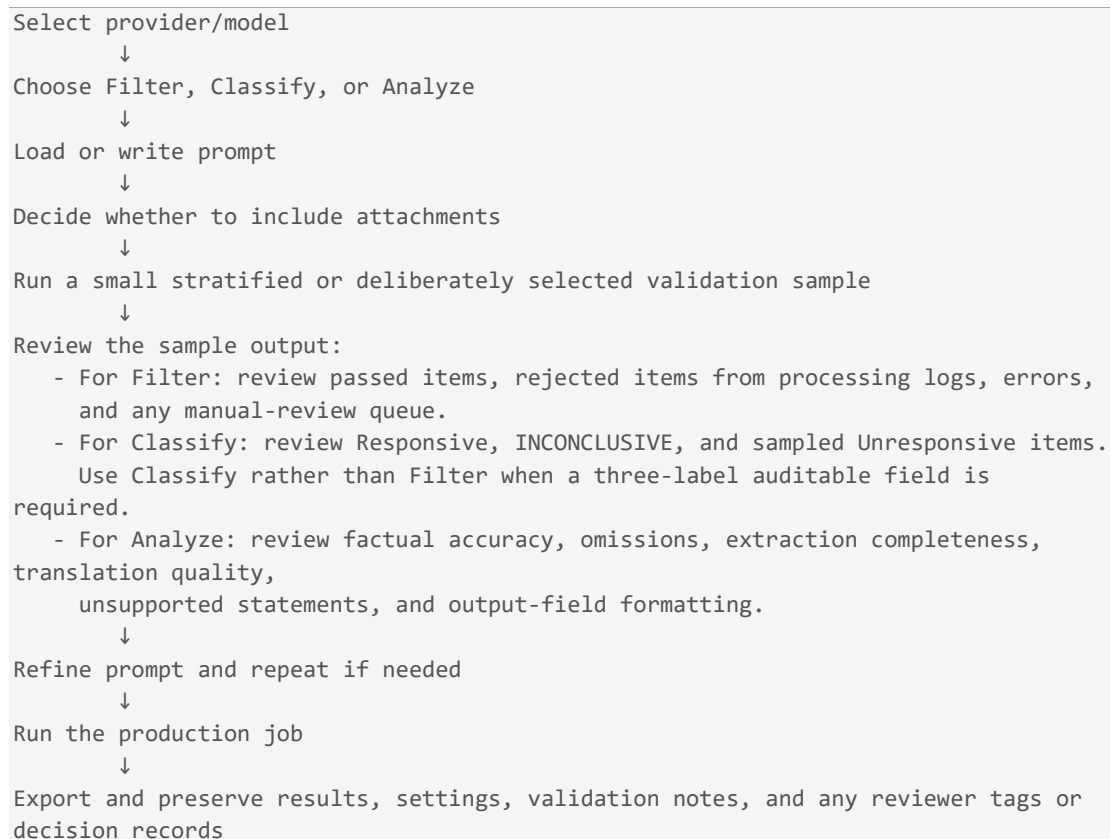 Select provider/model
↓
Choose Filter, Classify, or Analyze
↓
Load or write prompt
↓
Decide whether to include attachments
↓
Run a small stratified or deliberately selected validation sample
↓
Review the sample output:
- For Filter: review passed items, rejected items from processing logs, errors,
and any manual-review queue.
- For Classify: review Responsive, INCONCLUSIVE, and sampled Unresponsive items.
Use Classify rather than Filter when a three-label auditable field is
required.
- For Analyze: review factual accuracy, omissions, extraction completeness,
translation quality,
unsupported statements, and output-field formatting.
↓
Refine prompt and repeat if needed
↓
Run the production job
↓
Export and preserve results, settings, validation notes, and any reviewer tags or
decision records